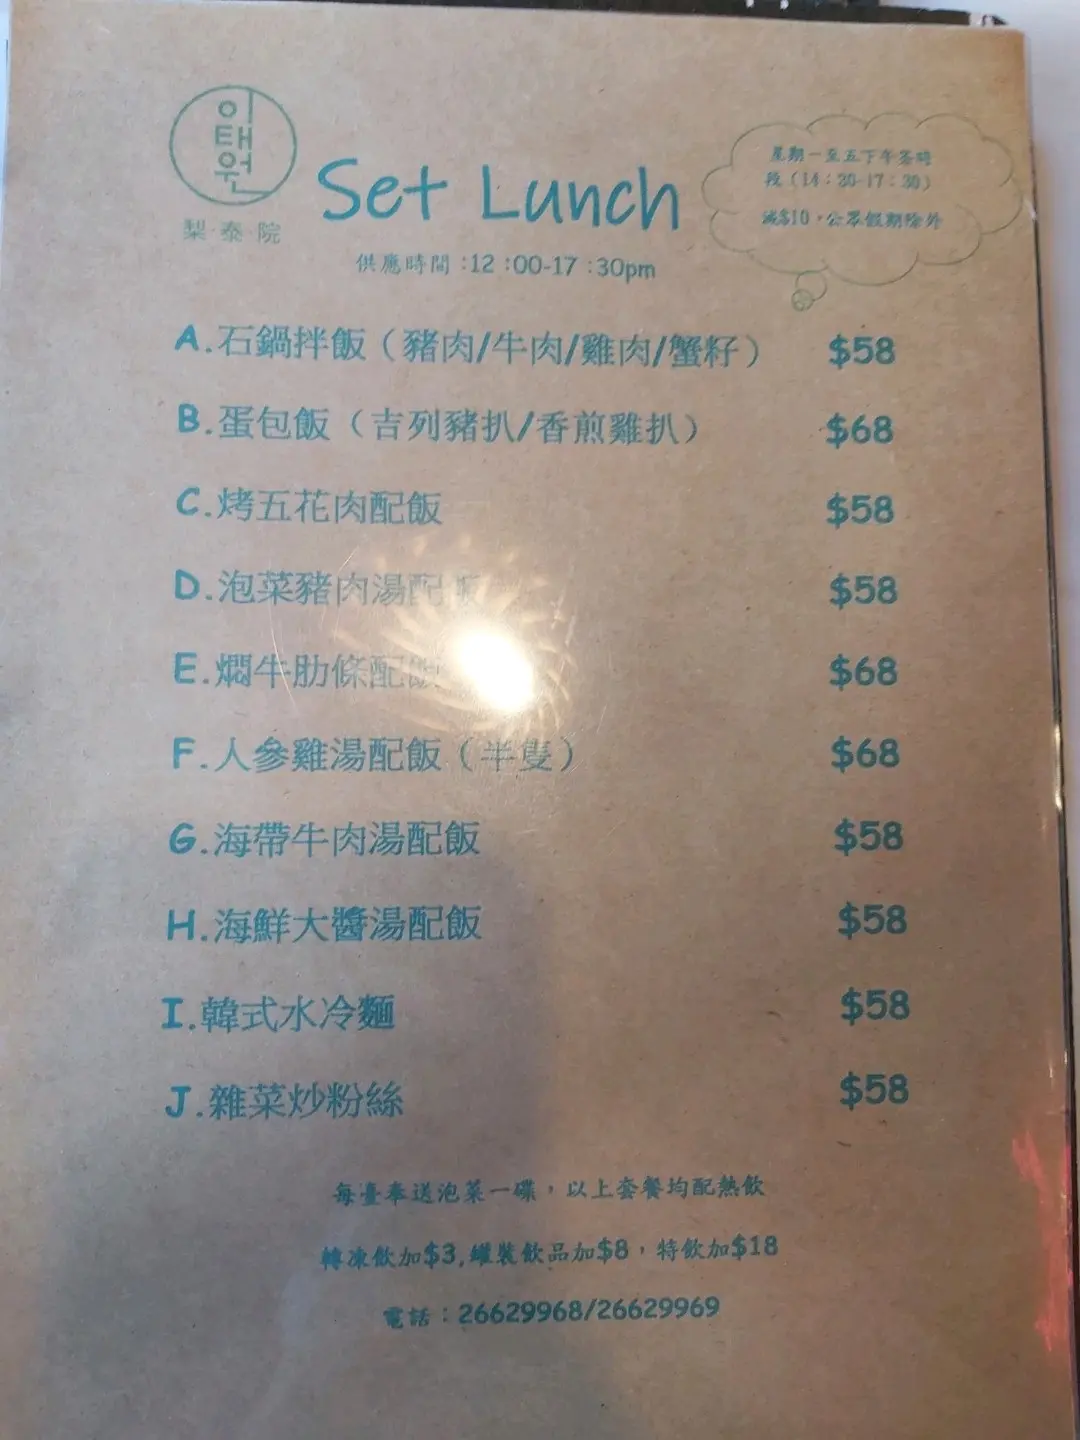 이
태
원
梨泰院
Set Lunch
供應時間：12：00-17：30pm
星期一至五下午茶時
段（14：30-17：30）
減$10，公眾假期除外
A.石鍋拌飯（豬肉/牛肉/雞肉/蟹籽） $58
B.蛋包飯（吉列豬扒/香煎雞扒） $68
C.烤五花肉配飯 $58
D.泡菜豬肉湯配飯 $58
E.燜牛肋條配飯 $68
F.人參雞湯配飯（半隻） $68
G.海帶牛肉湯配飯 $58
H.海鮮大醬湯配飯 $58
I.韓式水冷麵 $58
J.雜菜炒粉絲 $58
每臺奉送泡菜一碟，以上套餐均配熱飲
轉凍飲加$3,罐裝飲品加$8，特飲加$18
電話：26629968/26629969